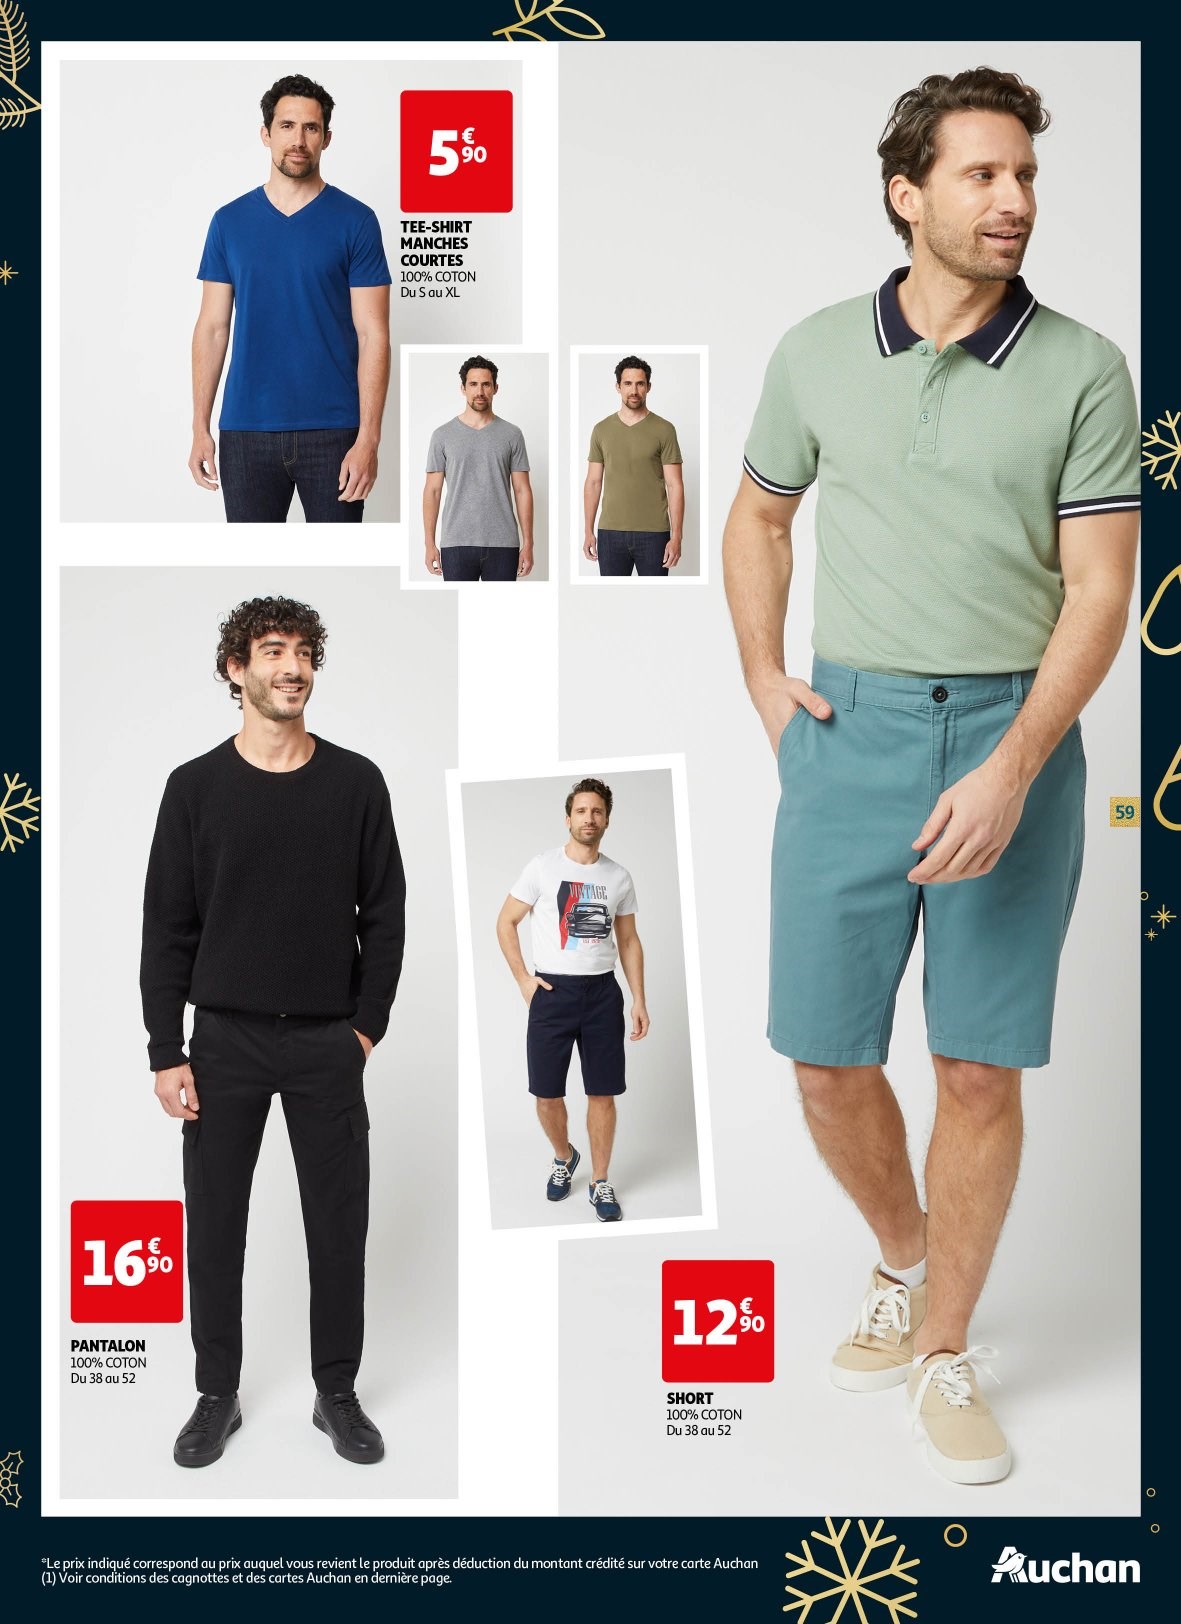 5€90
TEE-SHIRT
MANCHES
COURTES
100% COTON
Du S au XL
VINTAGE
59
16€90
PANTALON
100% COTON
Du 38 au 52
12€90
SHORT
100% COTON
Du 38 au 52
*Le prix indiqué correspond au prix auquel vous revient le produit après déduction du montant crédité sur votre carte Auchan
(1) Voir conditions des cagnottes et des cartes Auchan en dernière page.
Auchan